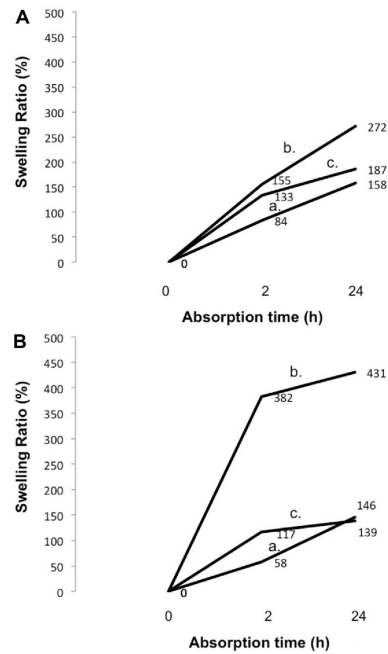 A
Swelling Ratio (%)
500
450
400
350
300
250
200
150
100
50
0
b.
272
c.
187
155
158
133
a.
84
0
0 2 24
Absorption time (h)
B
Swelling Ratio (%)
500
450
400
350
300
250
200
150
100
50
0
b.
431
382
c.
146
117
139
a.
58
0
0 2 24
Absorption time (h)